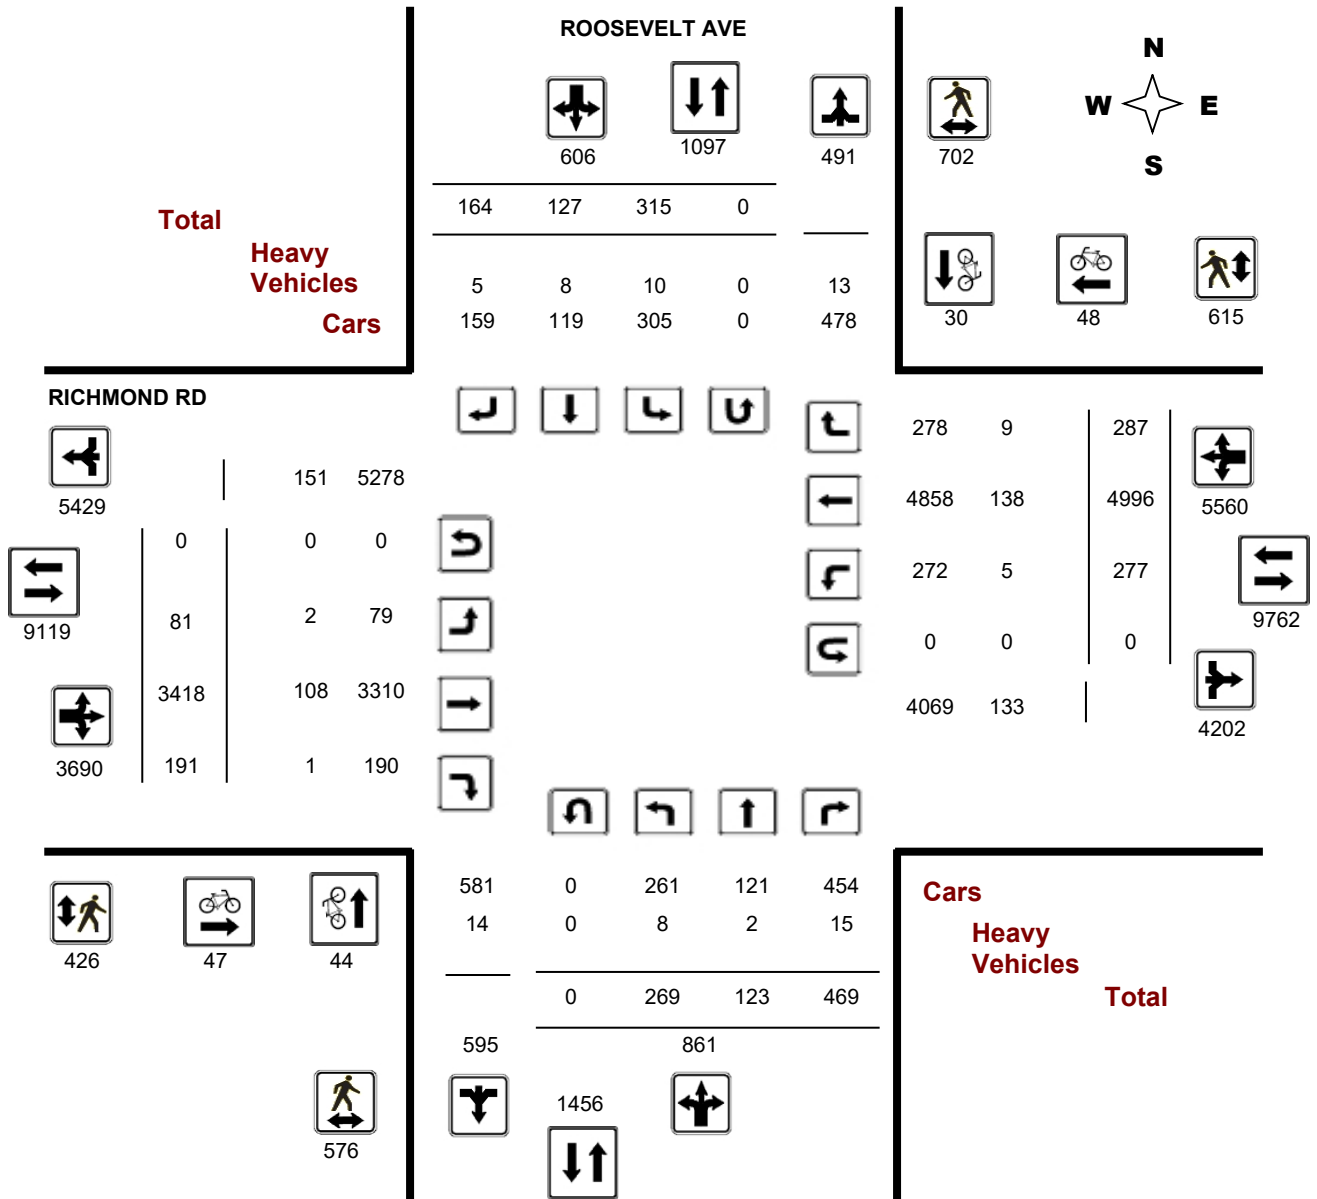 ROOSEVELT AVE
N
W E
S
606 1097 491 702
164 127 315 0
Total
Heavy
Vehicles
5 8 10 0 13
Cars
159 119 305 0 478
30 48 615
RICHMOND RD
5429
151 5278
0 0 0
9119
81 2 79
3418 108 3310
3690
191 1 190
278 9 287
4858 138 4996
5560
272 5 277
9762
0 0 0
4069 133
4202
581 0 261 121 454
14 0 8 2 15
0 269 123 469
595 861
1456
426 47 44
576
Cars
Heavy
Vehicles
Total